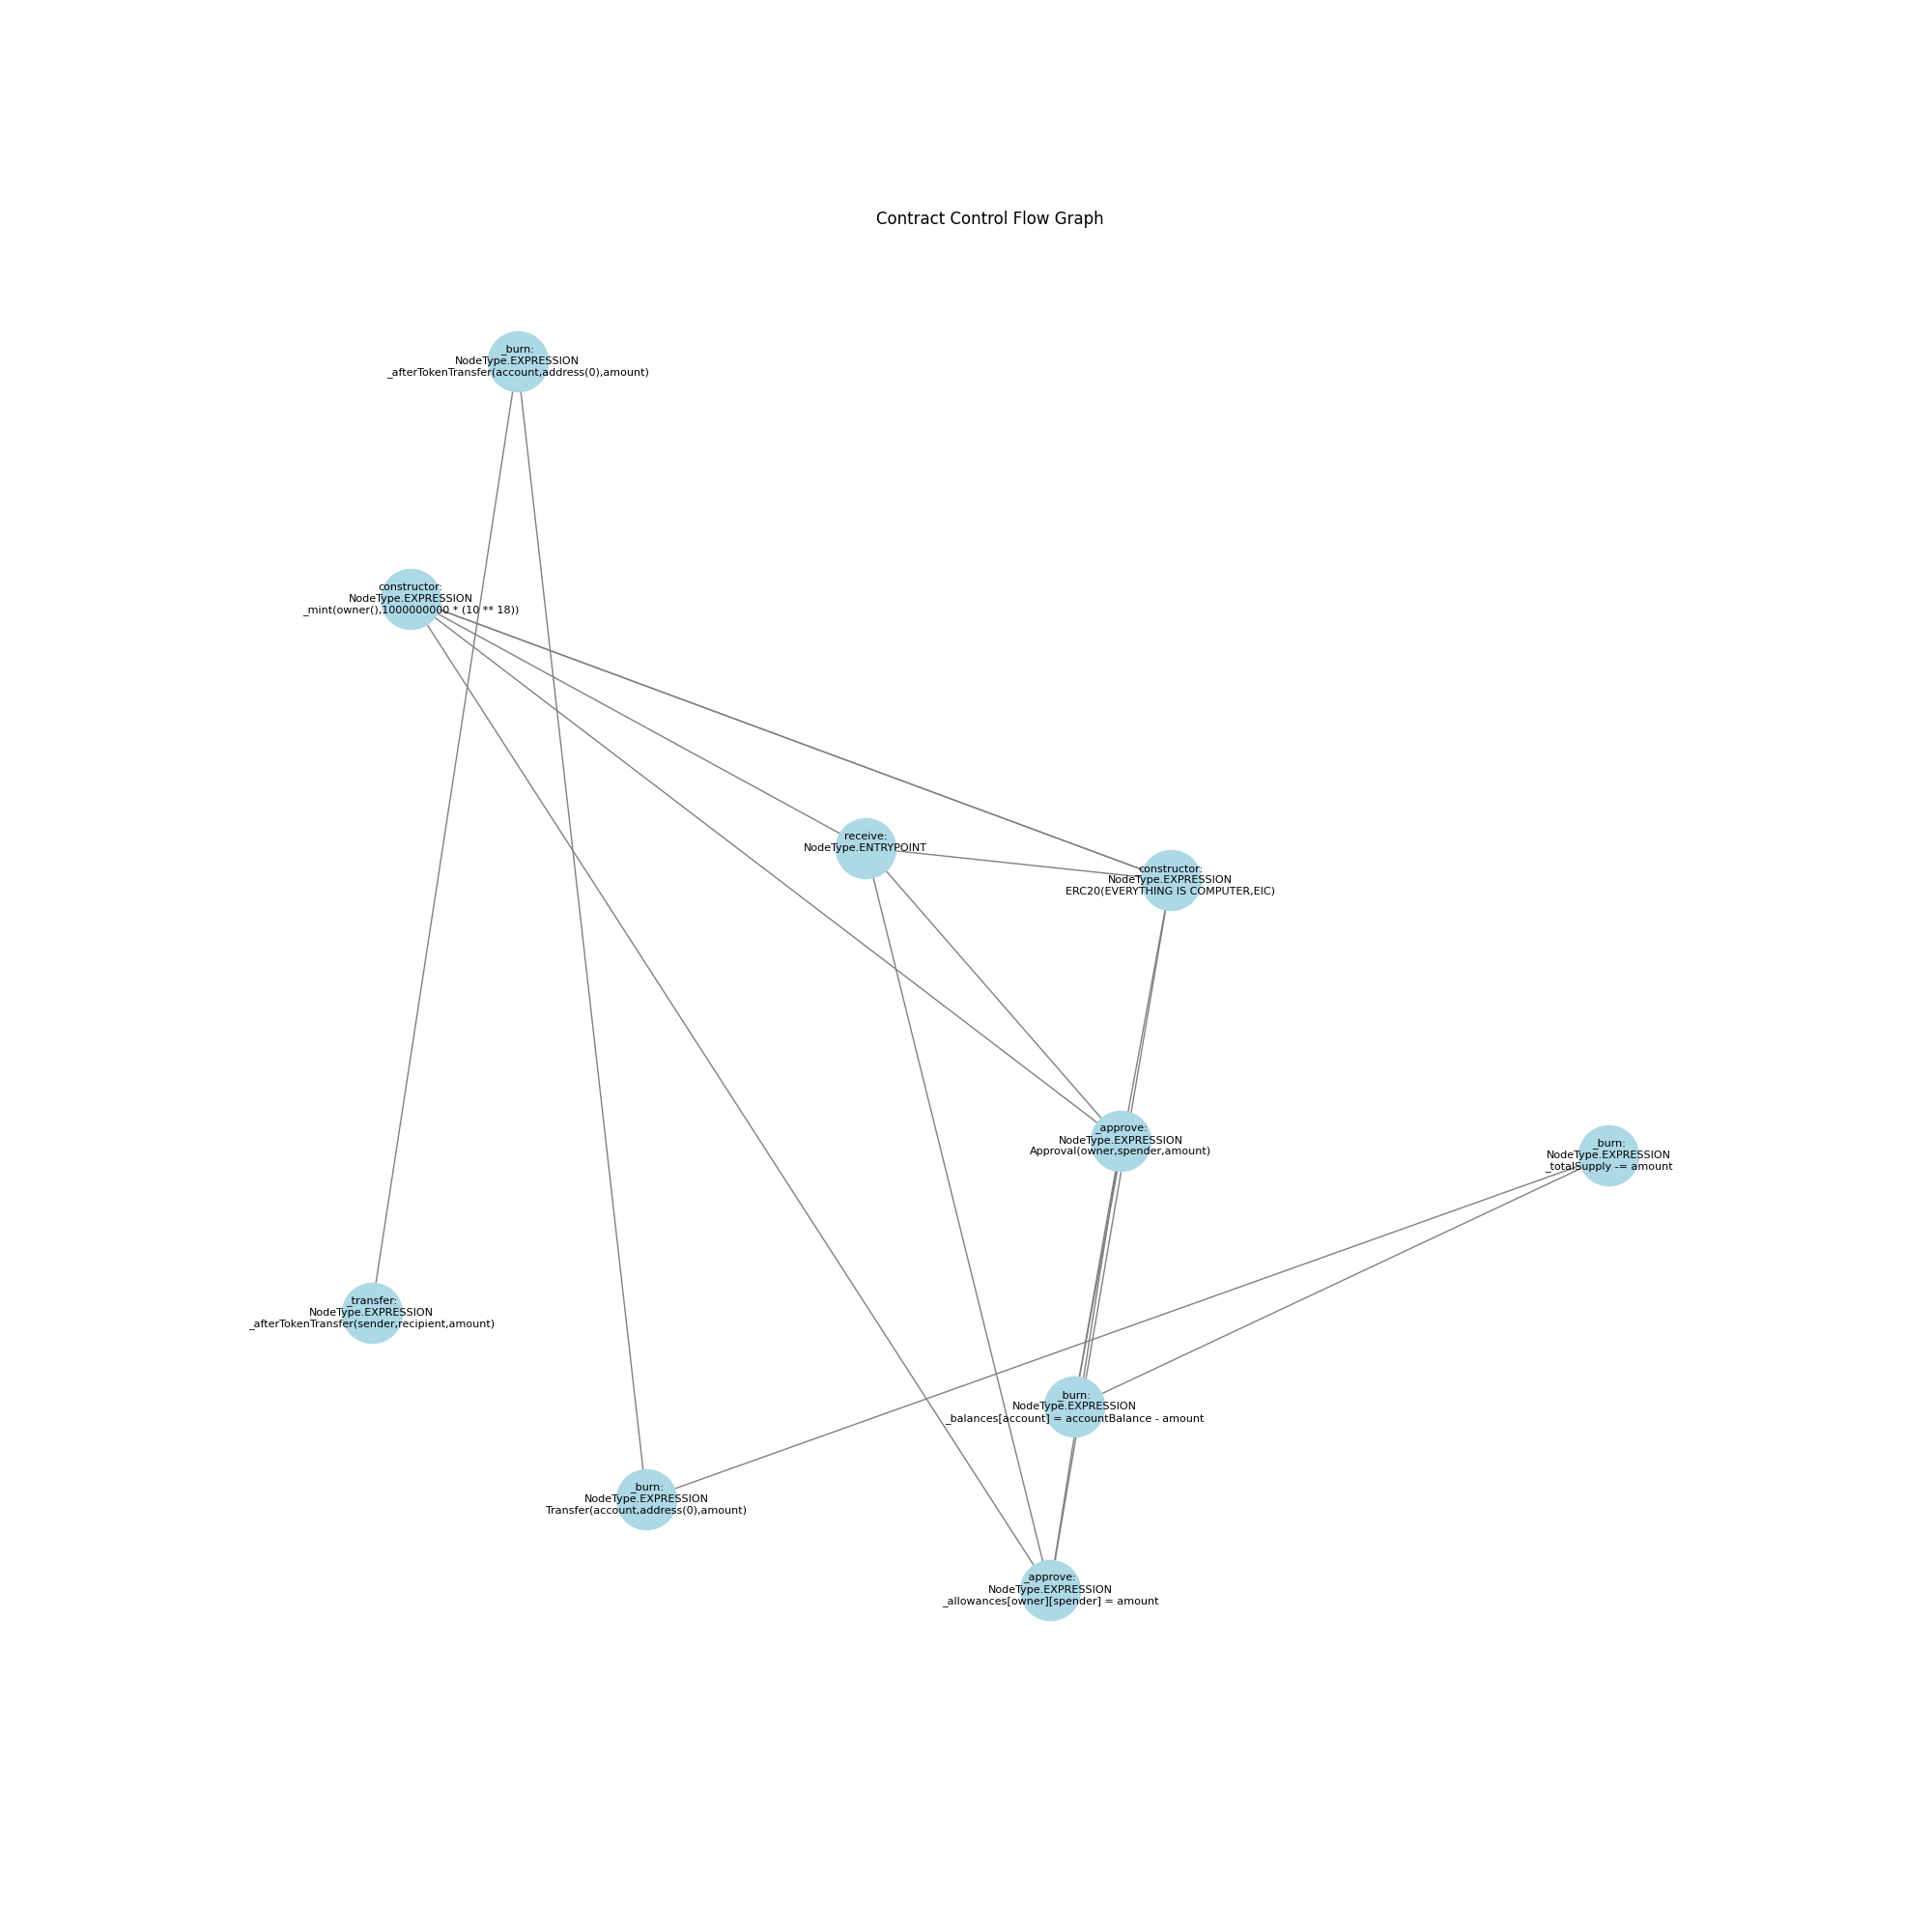 Contract Control Flow Graph
_burn:
NodeType.EXPRESSION
_afterTokenTransfer(account,address(0),amount)
constructor:
NodeType.EXPRESSION
_mint(owner(),1000000000 * (10 ** 18))
receive:
NodeType.ENTRYPOINT
constructor:
NodeType.EXPRESSION
ERC20(EVERYTHING IS COMPUTER,EIC)
_approve:
NodeType.EXPRESSION
Approval(owner,spender,amount)
_burn:
NodeType.EXPRESSION
_totalSupply -= amount
_transfer:
NodeType.EXPRESSION
_afterTokenTransfer(sender,recipient,amount)
_burn:
NodeType.EXPRESSION
_balances[account] = accountBalance - amount
_burn:
NodeType.EXPRESSION
Transfer(account,address(0),amount)
_approve:
NodeType.EXPRESSION
_allowances[owner][spender] = amount